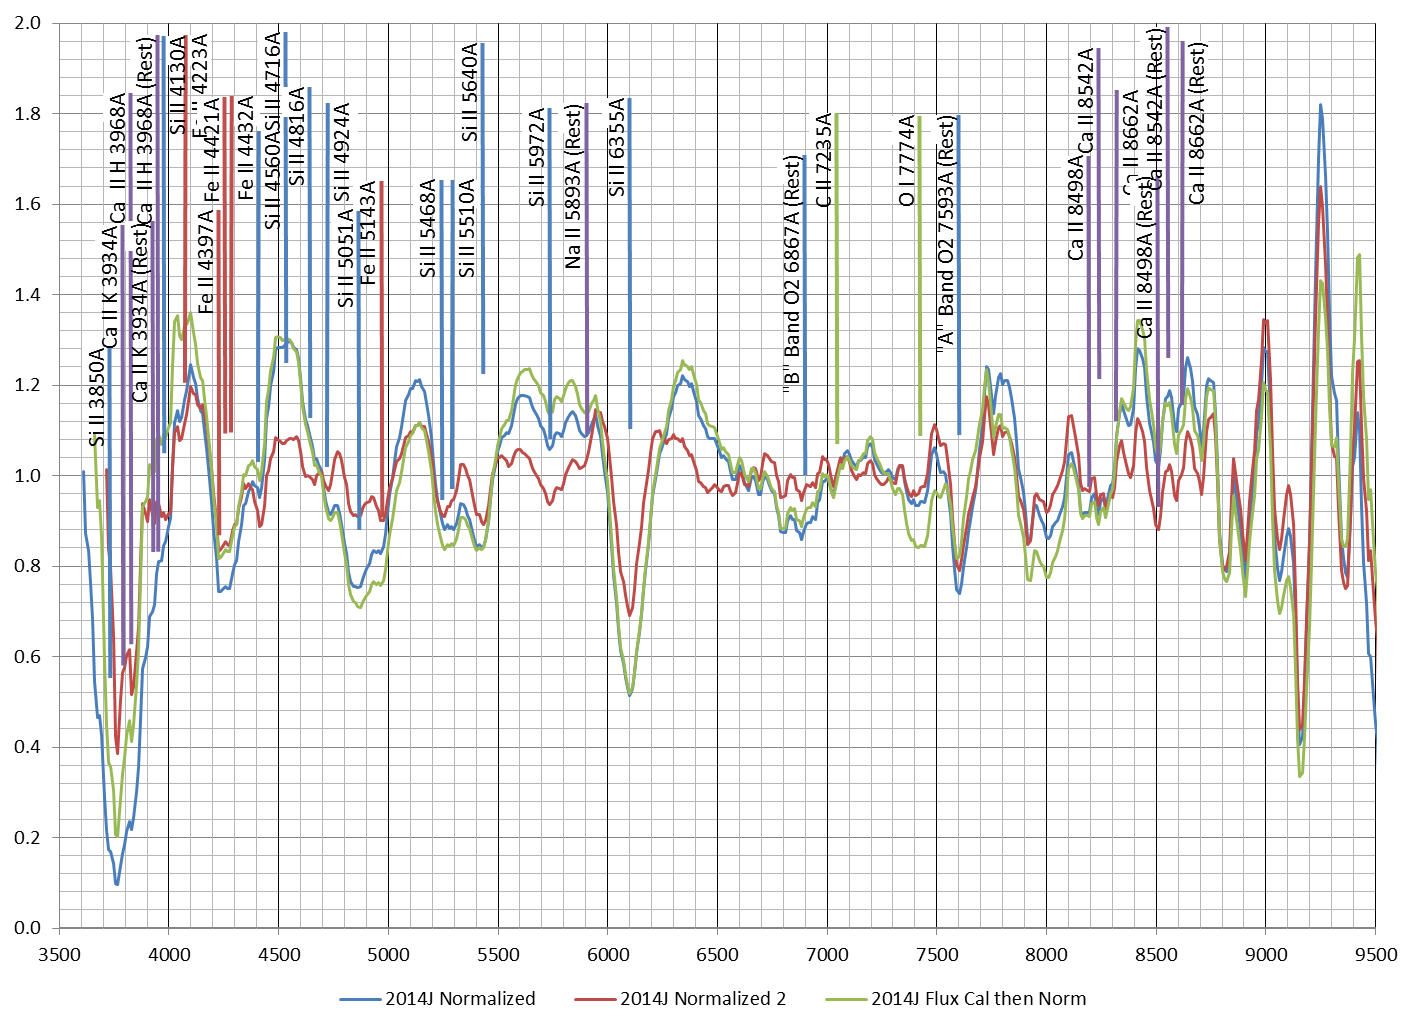 2.0
1.8
1.6
1.4
1.2
1.0
0.8
0.6
0.4
0.2
0.0
3500
4000
4500
5000
5500
6000
6500
7000
7500
8000
8500
9000
9500
Si II 3850A
Ca II K 3934A
Ca II H 3968A
Ca II K 3934A (Rest)
Ca II H 3968A (Rest)
Si II 4130A
4223A
Fe II 4397A
Fe II 4421A
Fe II 4432A
Si II 4560A
Si II 4716A
Si II 4816A
Si II 4924A
Si II 5051A
Fe II 5143A
Si II 5468A
Si II 5510A
Si II 5640A
Si II 5972A
Na II 5893A (Rest)
Si II 6355A
"B" Band O2 6867A (Rest)
C II 7235A
O I 7774A
"A" Band O2 7593A (Rest)
Ca II 8498A
Ca II 8542A
Ca II 8662A
Ca II 8498A (Rest)
Ca II 8542A (Rest)
Ca II 8662A (Rest)
2014J Normalized
2014J Normalized 2
2014J Flux Cal then Norm